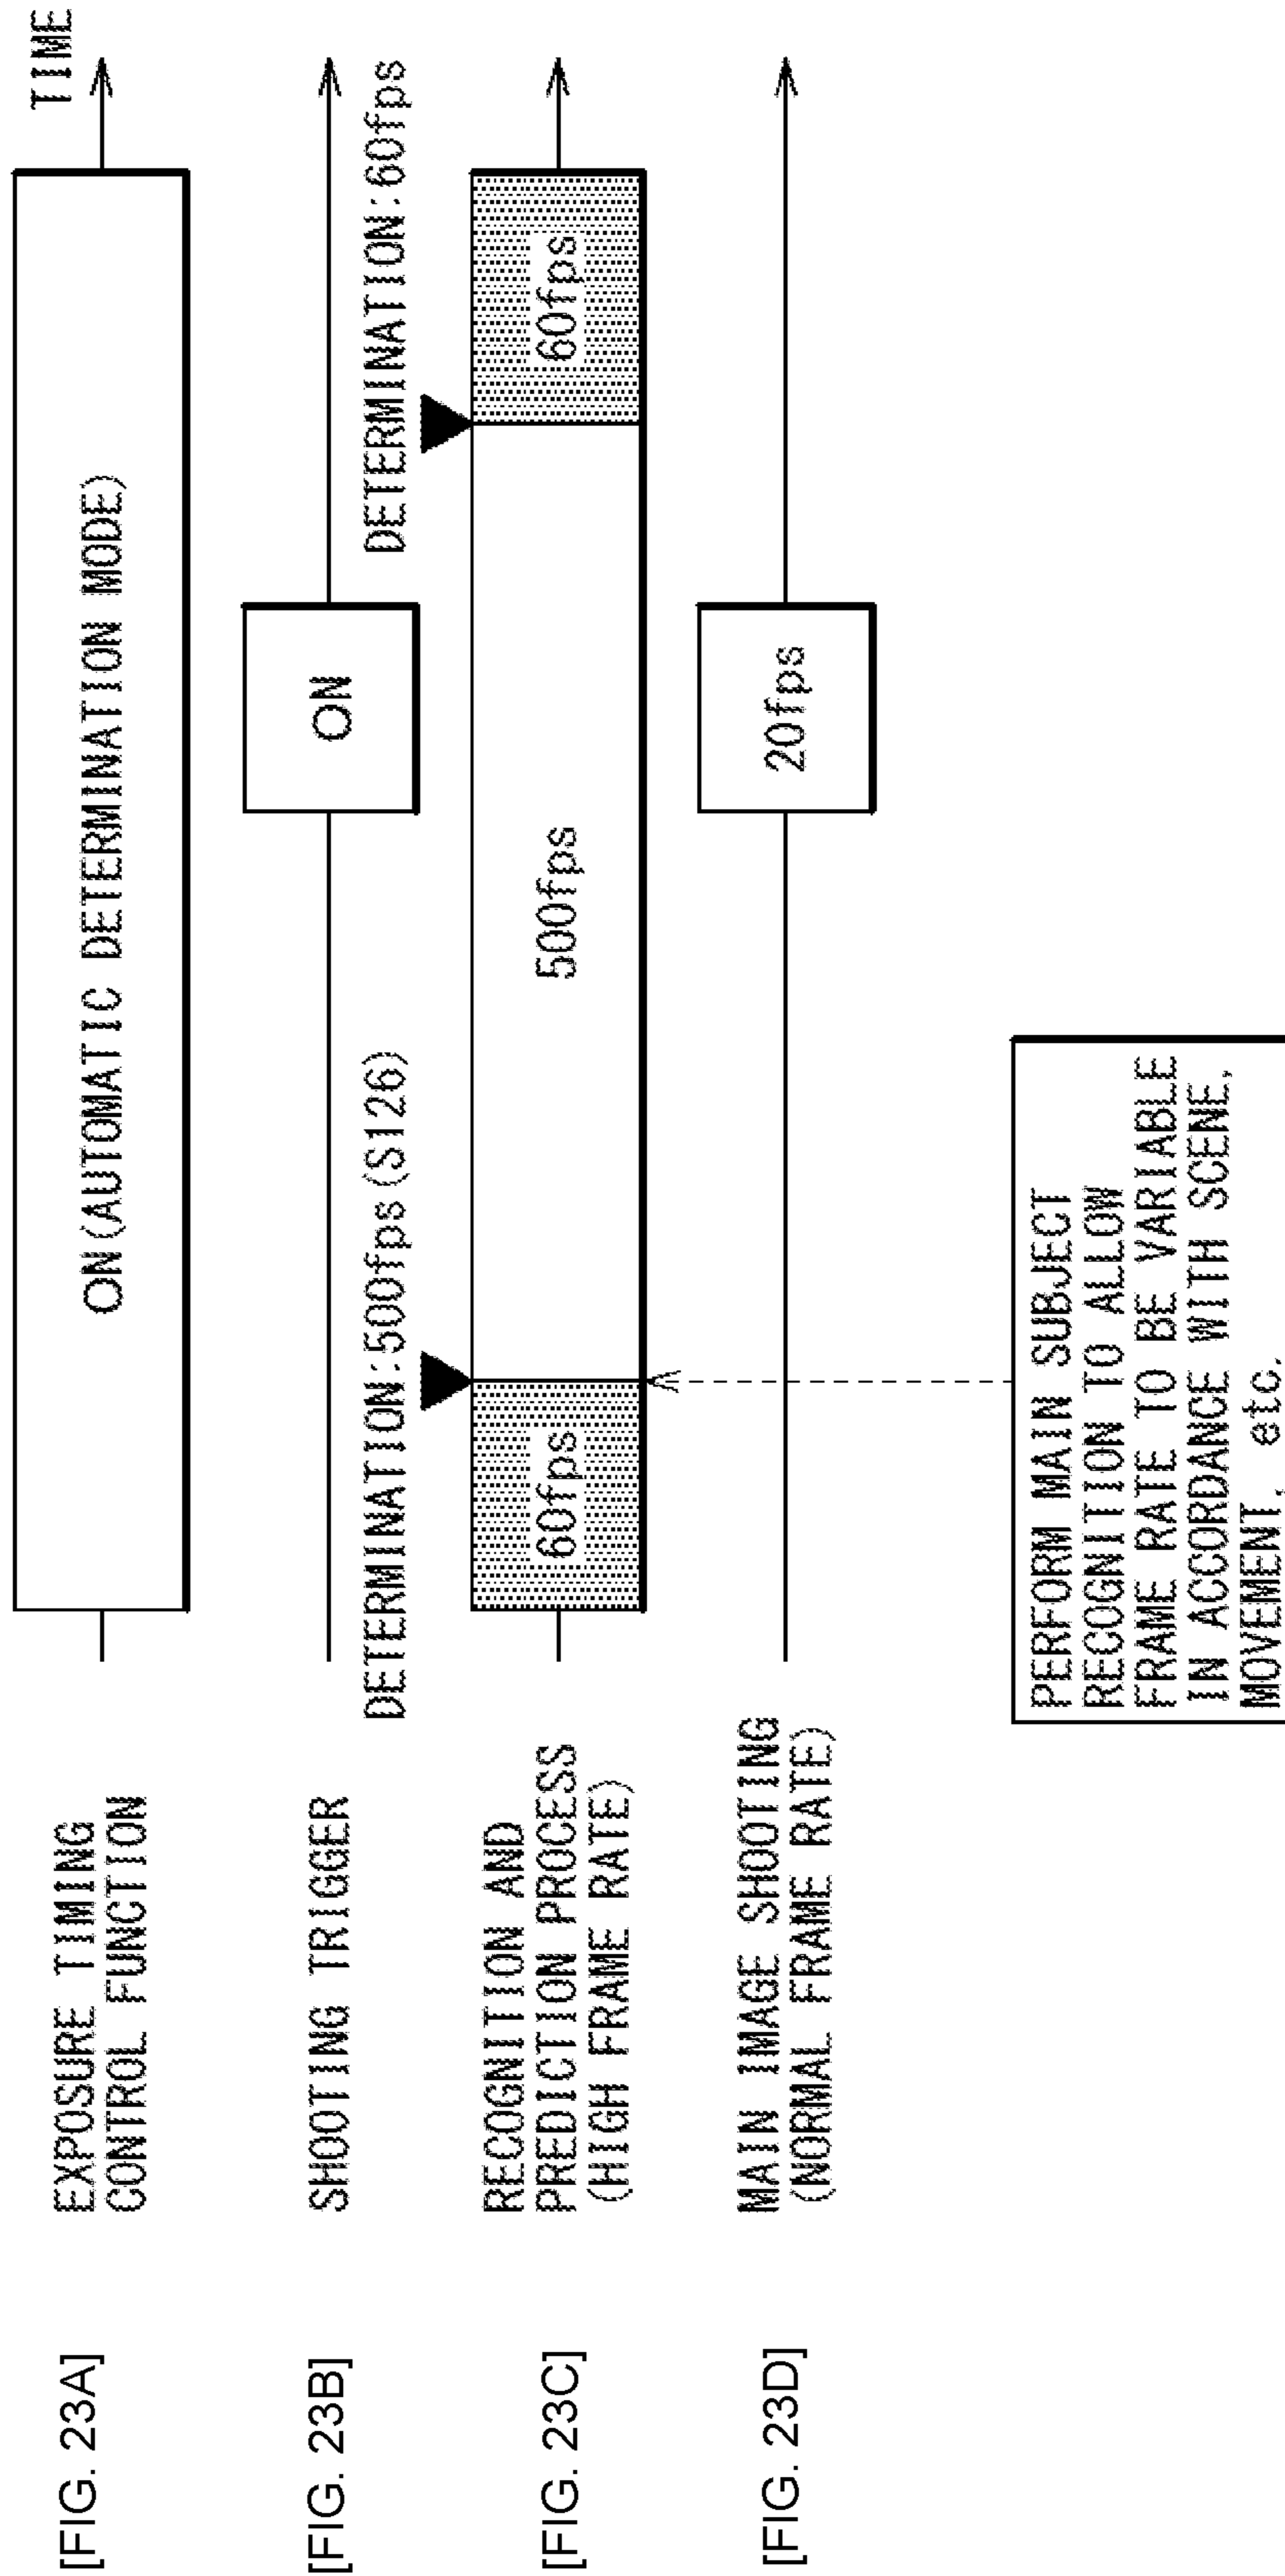 [FIG. 23A]
EXPOSURE TIMING
CONTROL FUNCTION
ON(AUTOMATIC DETERMINATION MODE)
TIME
[FIG. 23B]
SHOOTING TRIGGER
ON
[FIG. 23C]
RECOGNITION AND
PREDICTION PROCESS
(HIGH FRAME RATE)
DETERMINATION:500fps(S126)
DETERMINATION:60fps
60fps
500fps
60fps
[FIG. 23D]
MAIN IMAGE SHOOTING
(NORMAL FRAME RATE)
20fps
PERFORM MAIN SUBJECT
RECOGNITION TO ALLOW
FRAME RATE TO BE VARIABLE
IN ACCORDANCE WITH SCENE,
MOVEMENT, etc.